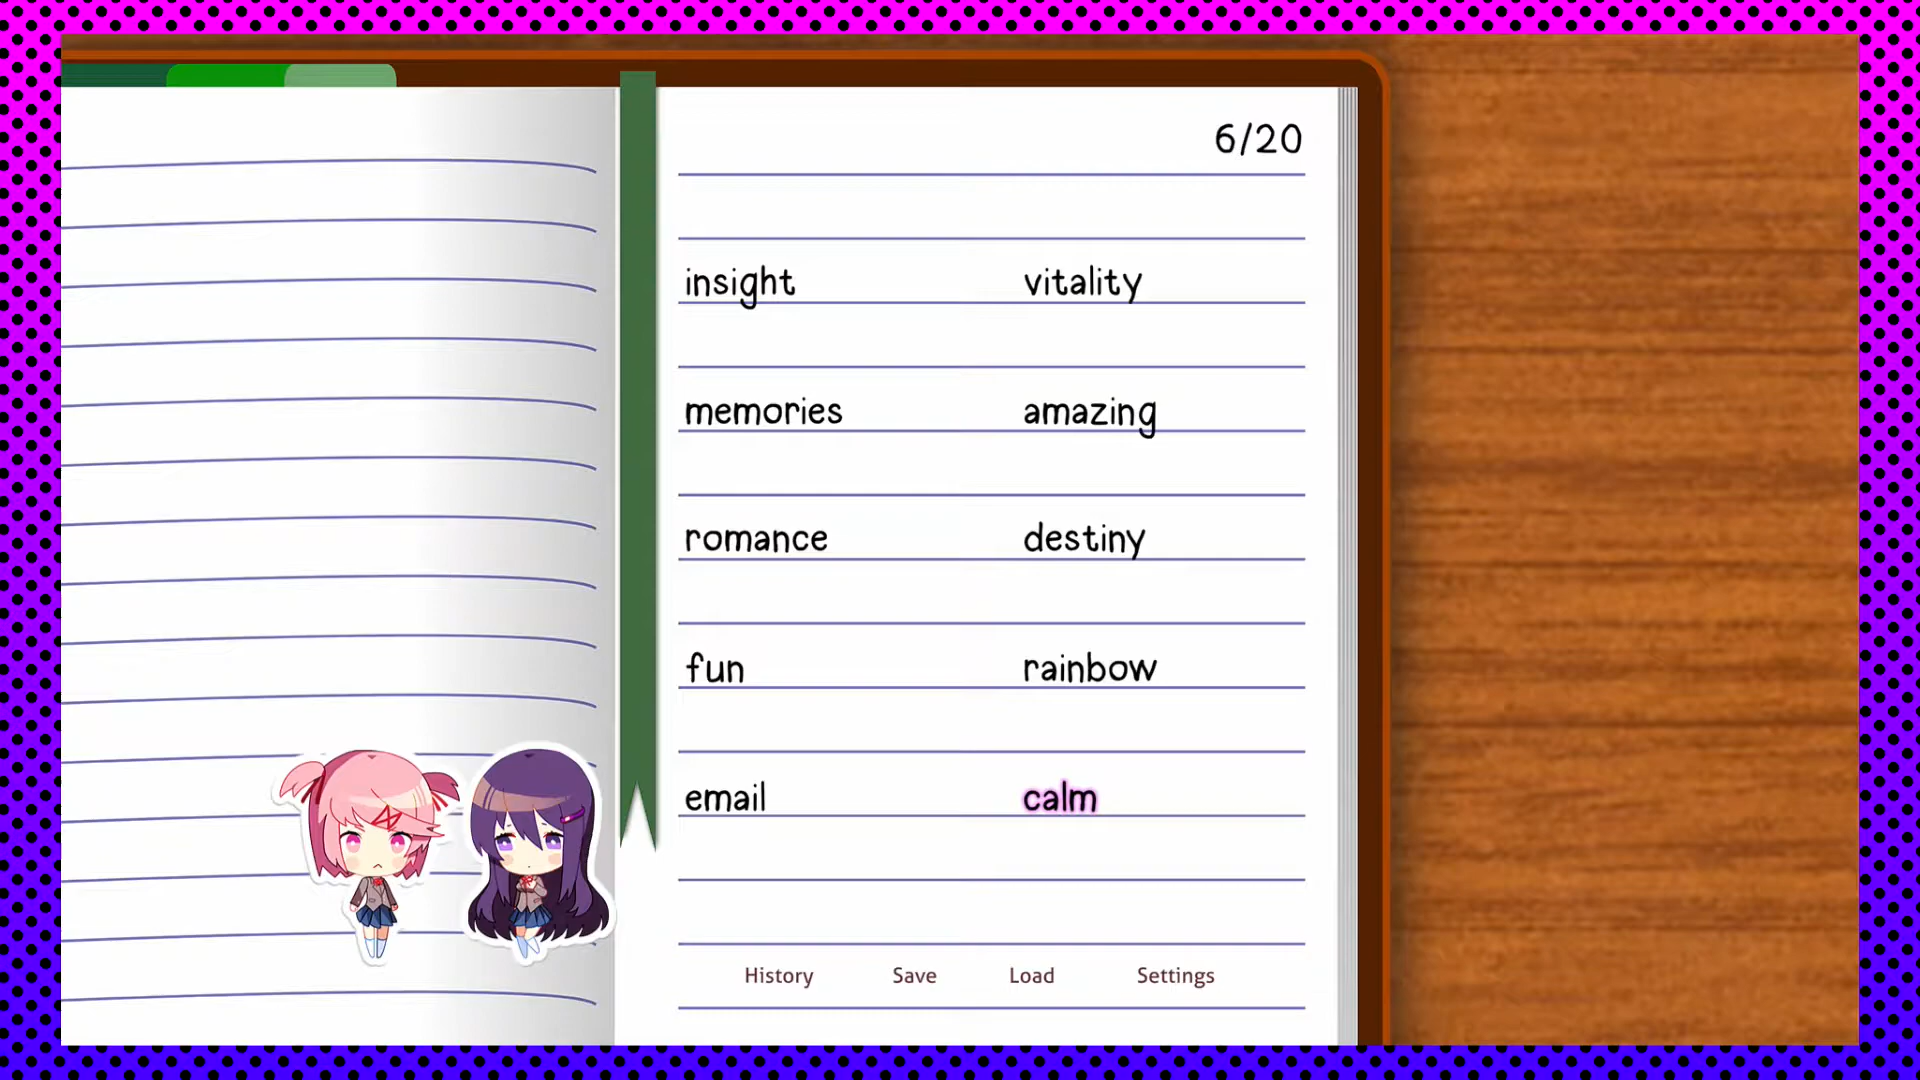 6/20
insight vitality
memories amazing
romance destiny
fun rainbow
email calm
History Save Load Settings